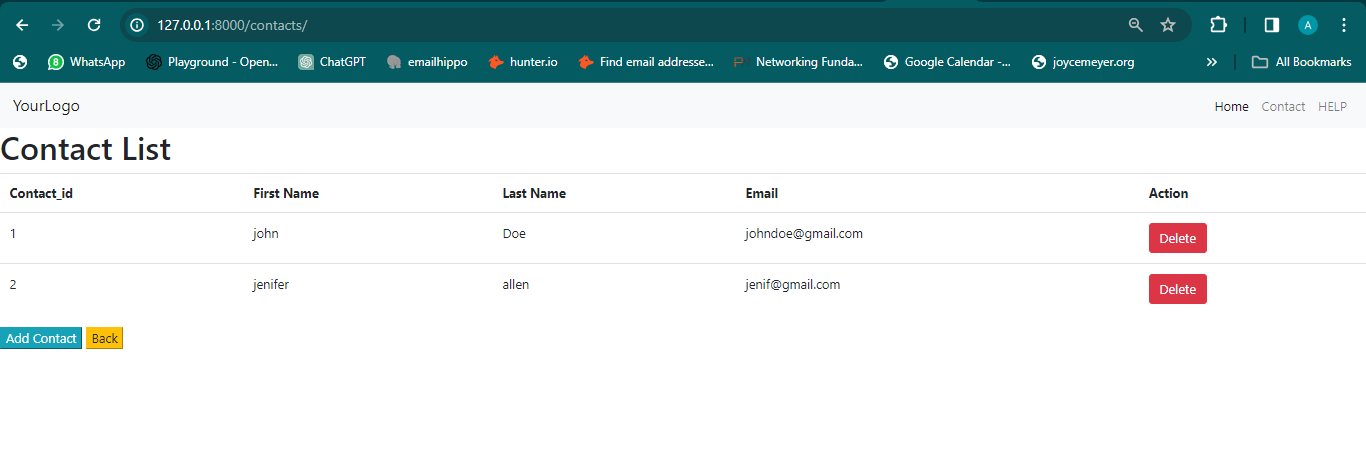 127.0.0.1:8000/contacts/
A
8 WhatsApp Playground - Open... ChatGPT emailhippo hunter.io Find email addresse... Networking Funda... Google Calendar -... joycemeyer.org » All Bookmarks
YourLogo Home Contact HELP
Contact List
Contact_id First Name Last Name Email Action
1 john Doe johndoe@gmail.com Delete
2 jenifer allen jenif@gmail.com Delete
Add Contact Back